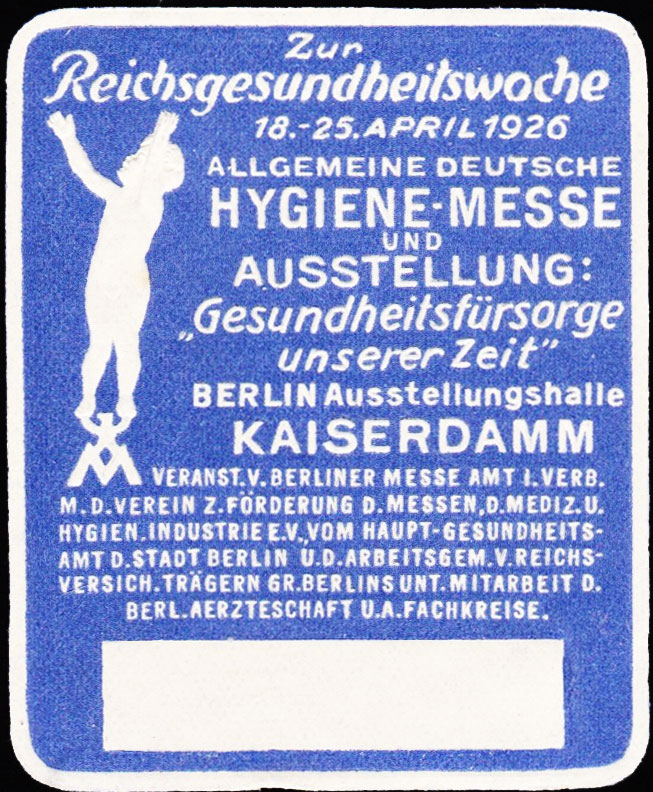 Zur
Reichsgesundheitswoche
18.-25. APRIL 1926
ALLGEMEINE DEUTSCHE
HYGIENE-MESSE
UND
AUSSTELLUNG:
„Gesundheitsfürsorge
unserer Zeit"
BERLIN Ausstellungshalle
KAISERDAMM
VERANST.V. BERLINER MESSE AMT I. VERB.
M.D.VEREIN Z.FÖRDERUNG D.MESSEN„D.MEDIZ.U.
HYGIEN.INDUSTRIE E.V„VOM HAUPT-GESUNDHEITS-
AMT D.STADT BERLIN U.D.ARBEITSGEM.V.REICHS-
VERSICH.TRÄGERN GR.BERLINS UNT.MITARBEIT D.
BERL.AERZTESCHAFT U.A.FACHKREISE.